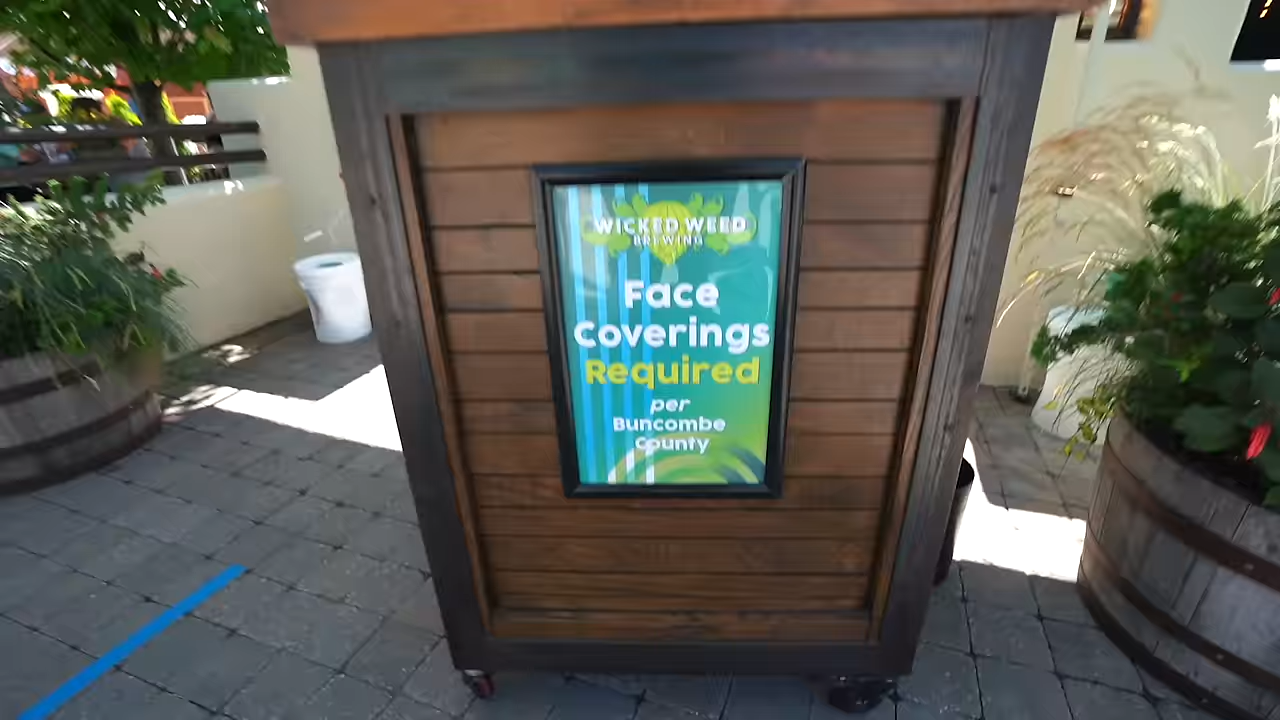 WICKED WEED
BREWING
Face
Coverings
Required
per
Buncombe
County